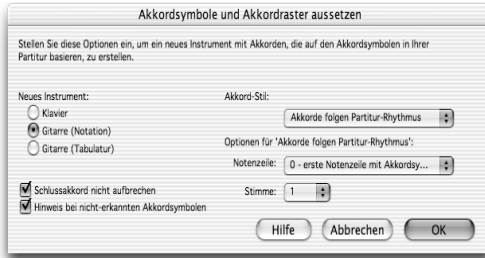 Akkordsymbole und Akkordraster aussetzen
Stellen Sie diese Optionen ein, um ein neues Instrument mit Akkorden, die auf den Akkordsymbolen in Ihrer
Partitur basieren, zu erstellen.
Neues Instrument:
Klavier
Gitarre (Notation)
Gitarre (Tabulatur)
Schlussakkord nicht aufbrechen
Hinweis bei nicht-erkannten Akkordsymbolen
Akkord-Stil:
Akkorde folgen Partitur-Rhythmus
Optionen für 'Akkorde folgen Partitur-Rhythmus':
Notenzeile: 0 - erste Notenzeile mit Akkordsy...
Stimme: 1
Hilfe Abbrechen OK